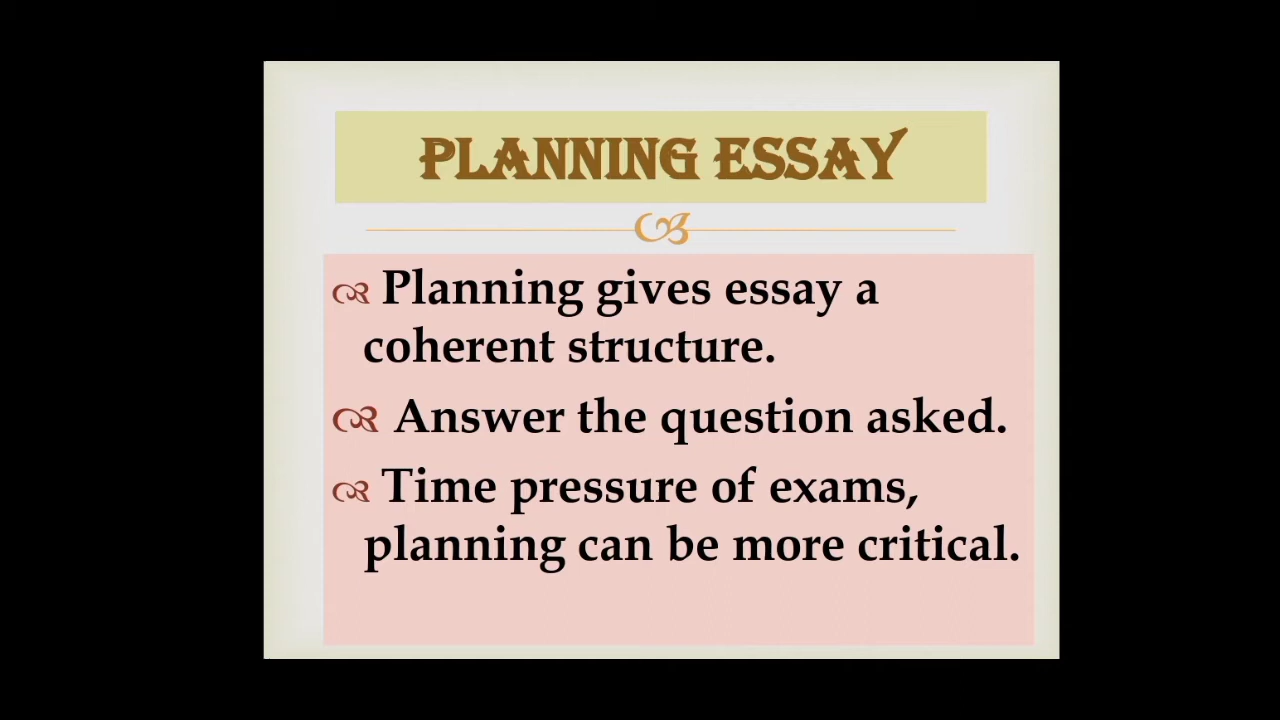 PLANNING ESSAY
Planning gives essay a
coherent structure.
Answer the question asked.
Time pressure of exams,
planning can be more critical.